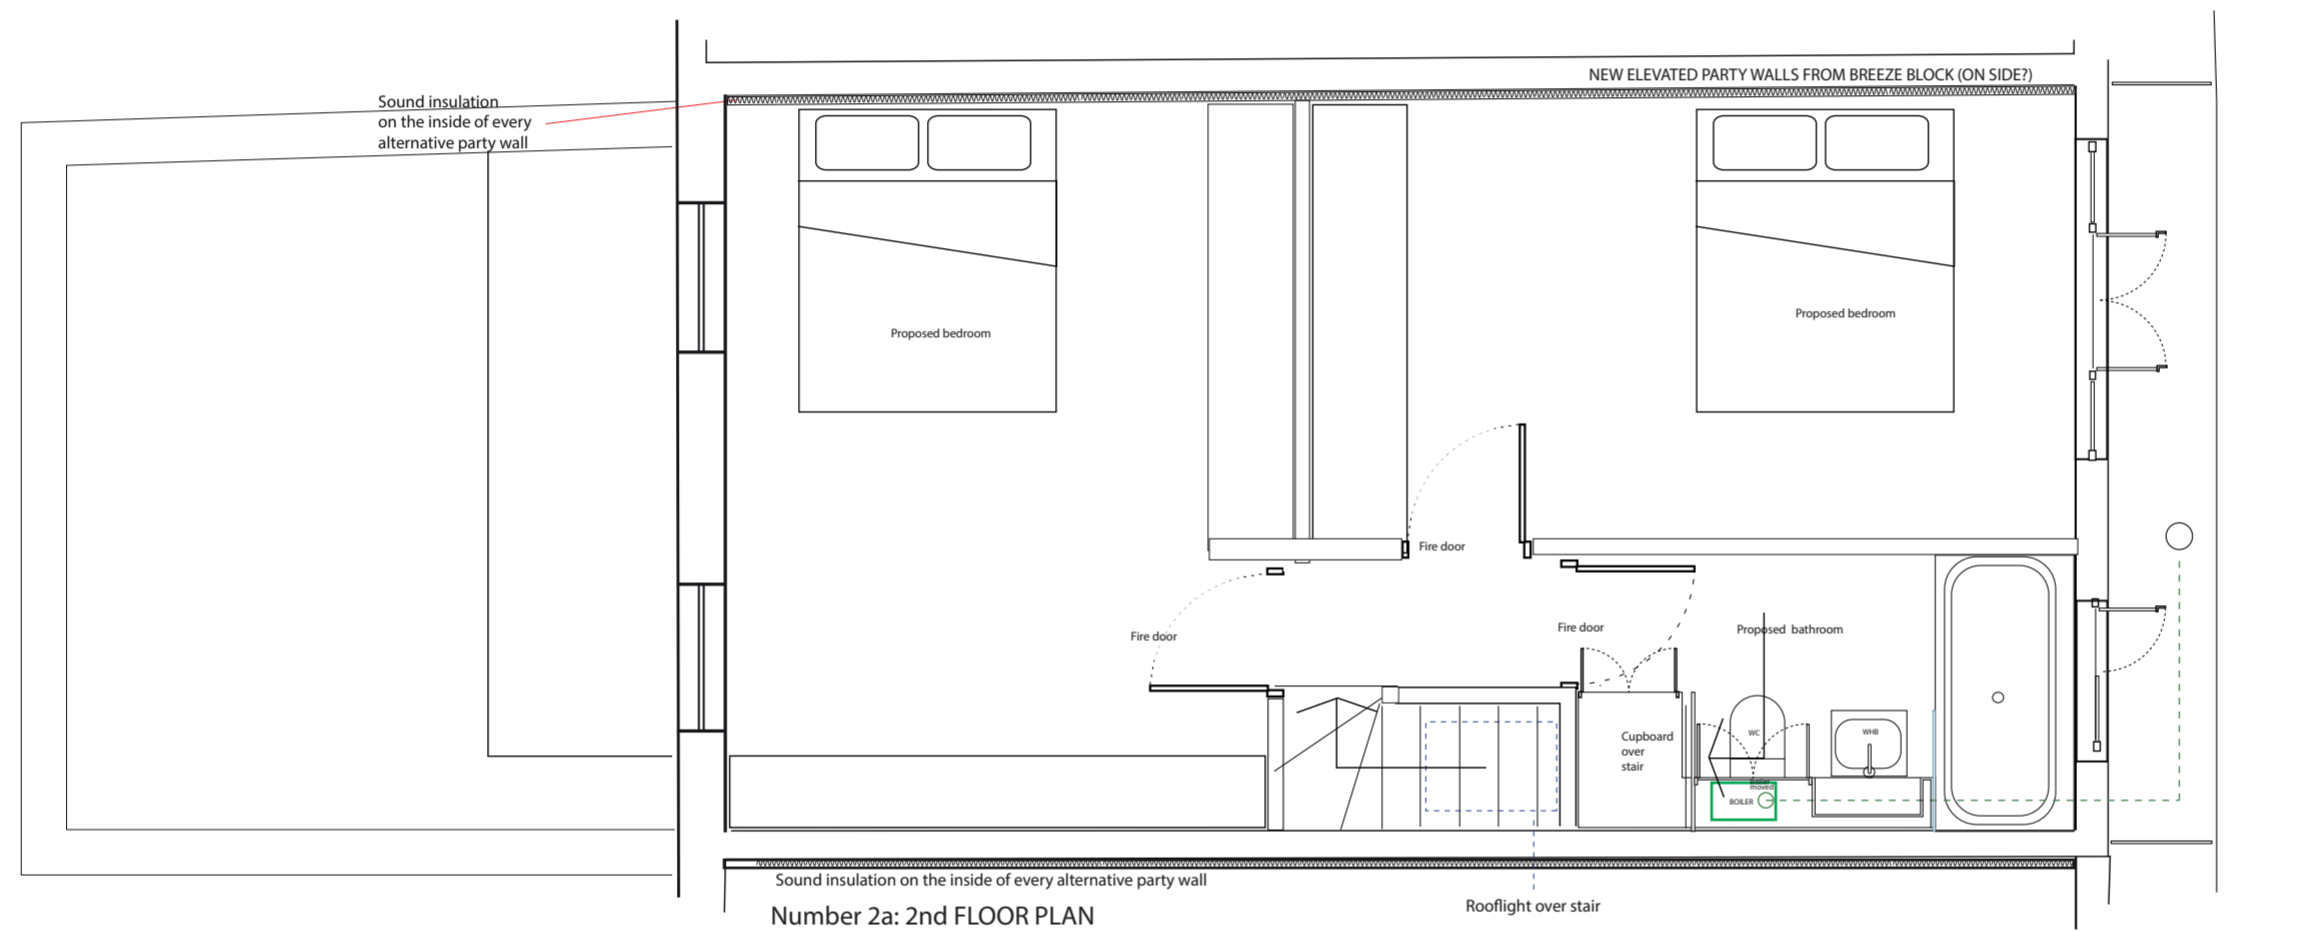 NEW ELEVATED PARTY WALLS FROM BREEZE BLOCK (ON SIDE?)
Sound insulation
on the inside of every
alternative party wall
Proposed bedroom
Proposed bedroom
Fire door
Fire door
Fire door
Proposed bathroom
Cupboard
over
stair
WC
WHB
Boiler
moved
BOILER
Sound insulation on the inside of every alternative party wall
Rooflight over stair
Number 2a: 2nd FLOOR PLAN